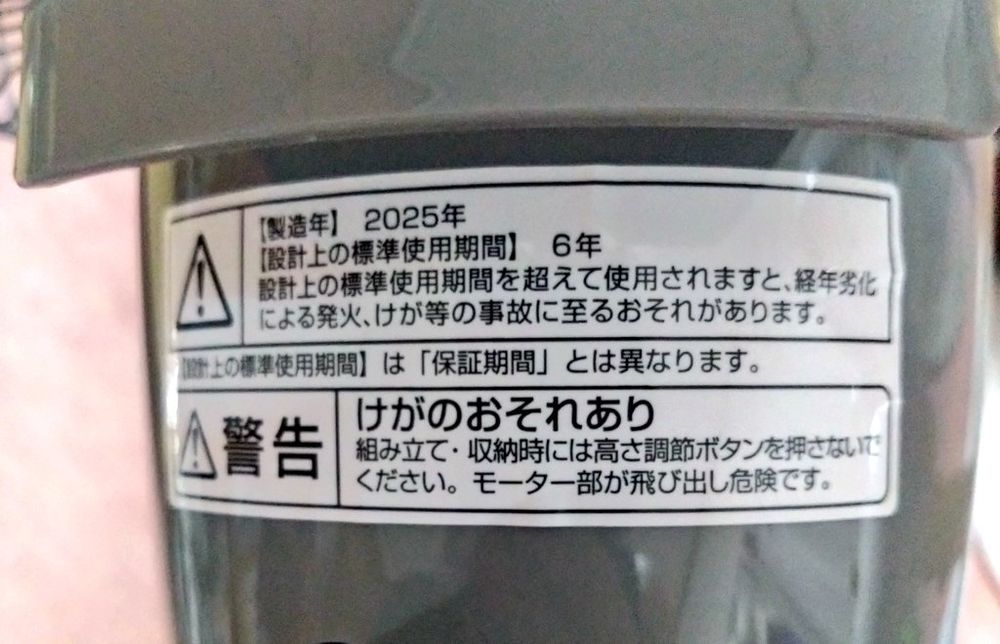 【製造年】 2025年
【設計上の標準使用期間】 6年
設計上の標準使用期間を超えて使用されますと、経年劣化
による発火、けが等の事故に至るおそれがあります。
【設計上の標準使用期間】は「保証期間」とは異なります。
警告
けがのおそれあり
組み立て・収納時には高さ調節ボタンを押さないで
ください。モーター部が飛び出し危険です。